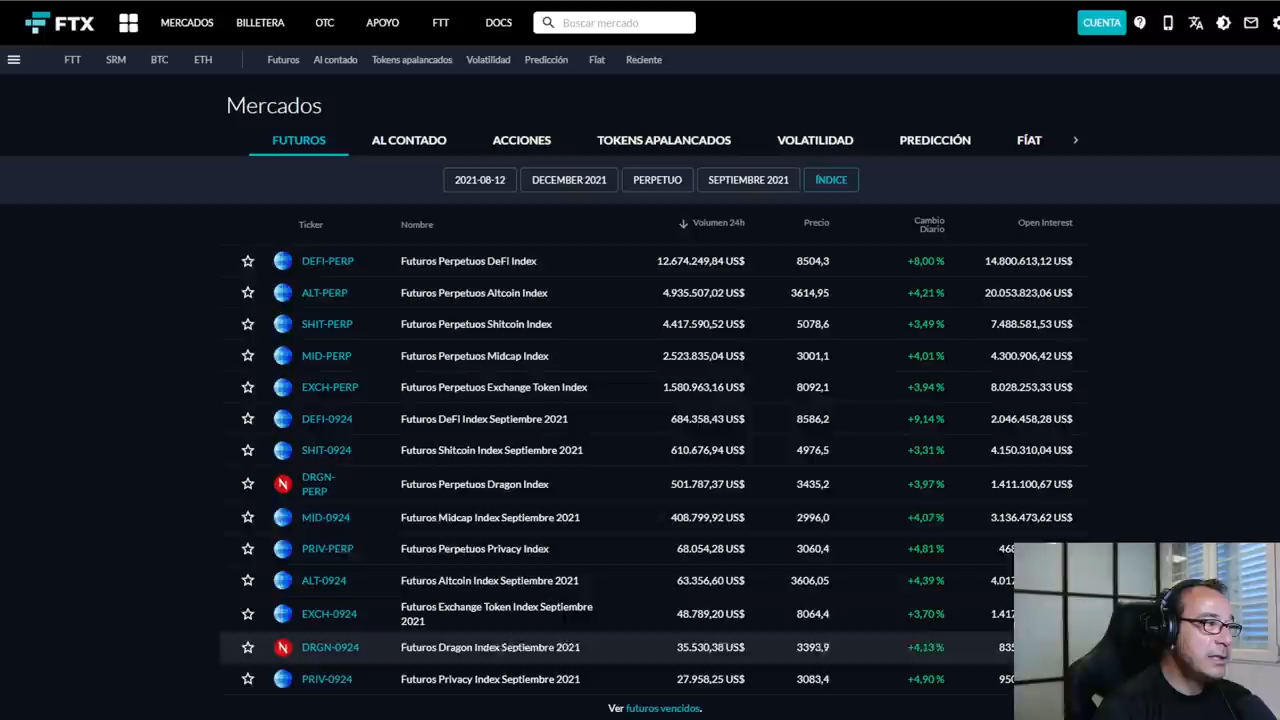 FTX MERCADOS BILLETERA OTC APOYO FTT DOCS Buscar mercado CUENTA
FTT SRM BTC ETH Futuros Al contado Tokens apalancados Volatilidad Predicción Fíat Reciente
Mercados
FUTUROS AL CONTADO ACCIONES TOKENS APALANCADOS VOLATILIDAD PREDICCIÓN FÍAT
2021-08-12 DECEMBER 2021 PERPETUO SEPTIEMBRE 2021 ÍNDICE
Ticker Nombre Volumen 24h Precio Cambio Diario Open Interest
DEFI-PERP Futuros Perpetuos DeFI Index 12.674.249,84 US$ 8504,3 +8,00 % 14.800.613,12 US$
ALT-PERP Futuros Perpetuos Altcoin Index 4.935.507,02 US$ 3614,95 +4,21 % 20.053.823,06 US$
SHIT-PERP Futuros Perpetuos Shitcoin Index 4.417.590,52 US$ 5078,6 +3,49 % 7.488.581,53 US$
MID-PERP Futuros Perpetuos Midcap Index 2.523.835,04 US$ 3001,1 +4,01 % 4.300.906,42 US$
EXCH-PERP Futuros Perpetuos Exchange Token Index 1.580.963,16 US$ 8092,1 +3,94 % 8.028.253,33 US$
DEFI-0924 Futuros DeFI Index Septiembre 2021 684.358,43 US$ 8586,2 +9,14 % 2.046.458,28 US$
SHIT-0924 Futuros Shitcoin Index Septiembre 2021 610.676,94 US$ 4976,5 +3,31 % 4.150.310,04 US$
DRGN-PERP Futuros Perpetuos Dragon Index 501.787,37 US$ 3435,2 +3,97 % 1.411.100,67 US$
MID-0924 Futuros Midcap Index Septiembre 2021 408.799,92 US$ 2996,0 +4,07 % 3.136.473,62 US$
PRIV-PERP Futuros Perpetuos Privacy Index 68.054,28 US$ 3060,4 +4,81 % 468
ALT-0924 Futuros Altcoin Index Septiembre 2021 63.356,60 US$ 3606,05 +4,39 % 4.017
EXCH-0924 Futuros Exchange Token Index Septiembre 2021 48.789,20 US$ 8064,4 +3,70 % 1.417
DRGN-0924 Futuros Dragon Index Septiembre 2021 35.530,38 US$ 3393,9 +4,13 % 835
PRIV-0924 Futuros Privacy Index Septiembre 2021 27.958,25 US$ 3083,4 +4,90 % 950
Ver futuros vencidos.